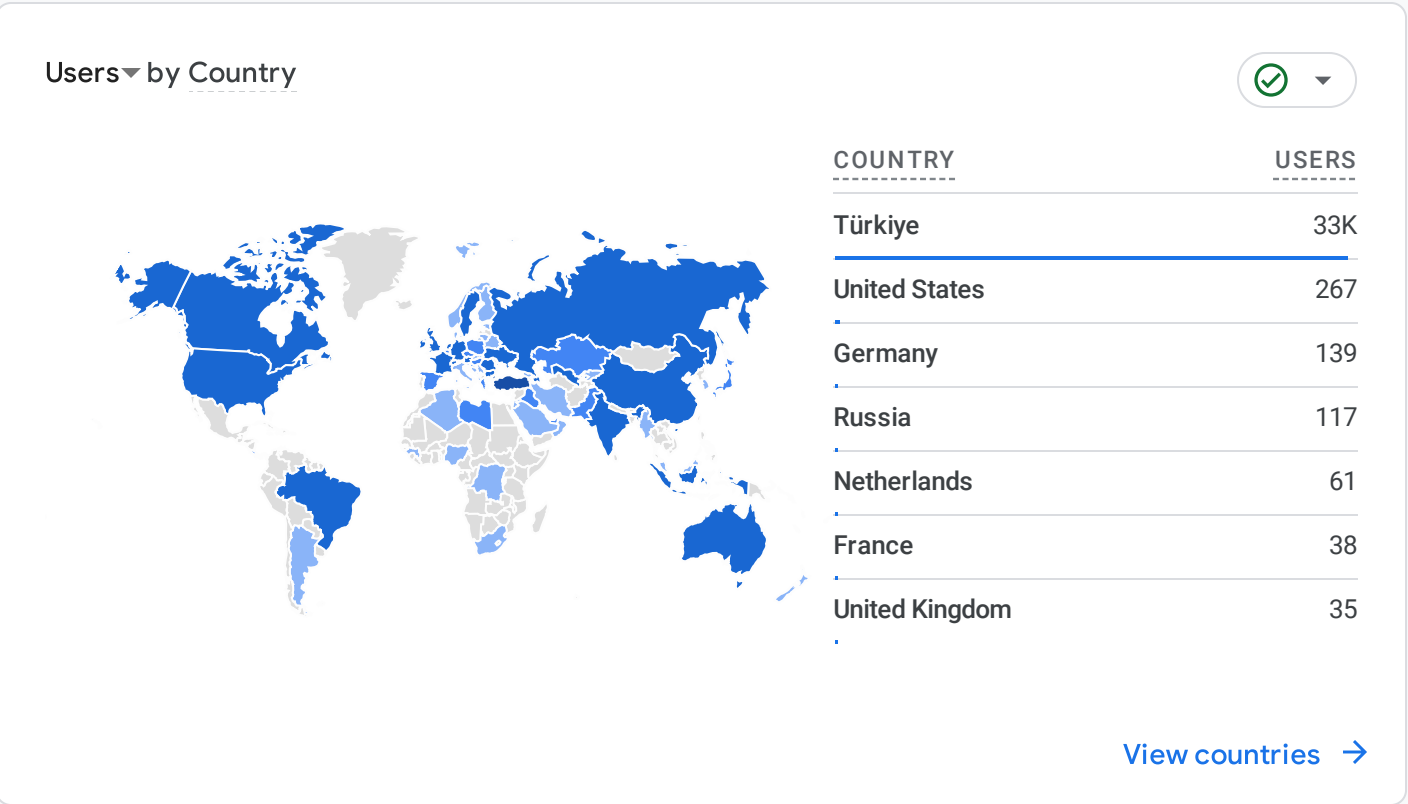 Users by Country
COUNTRY USERS
Türkiye 33K
United States 267
Germany 139
Russia 117
Netherlands 61
France 38
United Kingdom 35
View countries